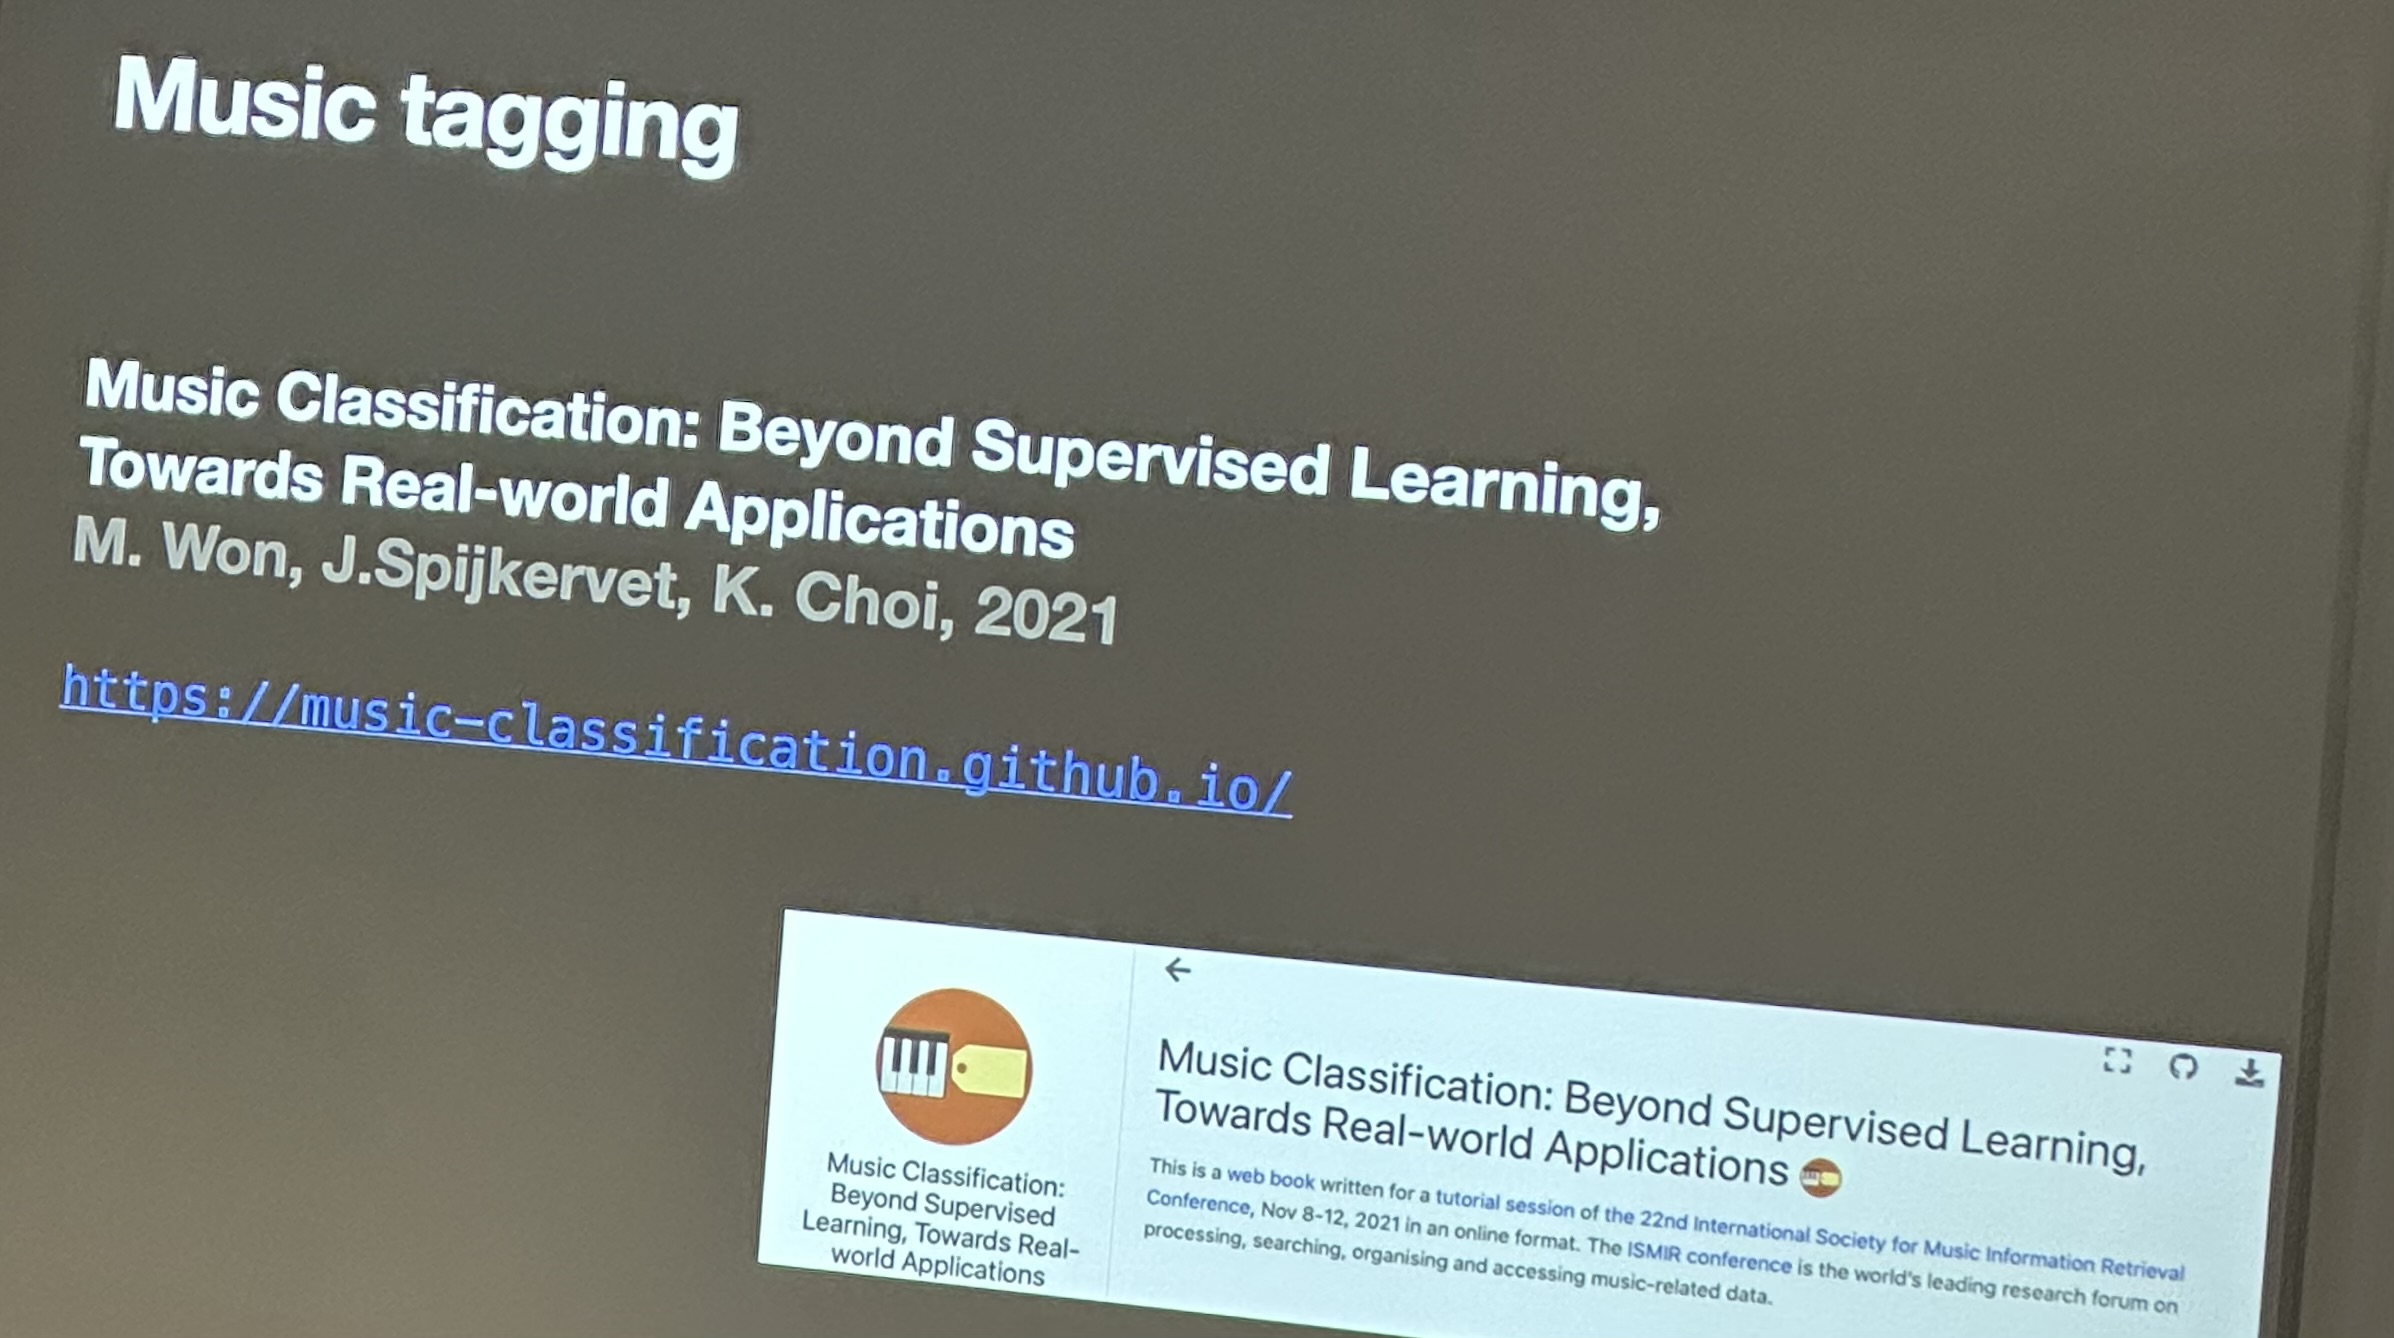 Music tagging
Music Classification: Beyond Supervised Learning,
Towards Real-world Applications
M. Won, J.Spijkervet, K. Choi, 2021
https://music-classification.github.io/
Music Classification:
Beyond Supervised
Learning, Towards Real-
world Applications
Music Classification: Beyond Supervised Learning,
Towards Real-world Applications
This is a web book written for a tutorial session of the 22nd International Society for Music Information Retrieval
Conference, Nov 8-12, 2021 in an online format. The ISMIR conference is the world's leading research forum on
processing, searching, organising and accessing music-related data.